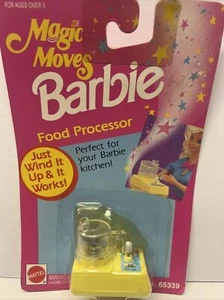 FOR AGES OVER 3
Magic
Moves
Barbie
Food Processor
Just
Wind It
Up & It
Works!
Perfect for
your Barbie
kitchen!
MATTEL
65339